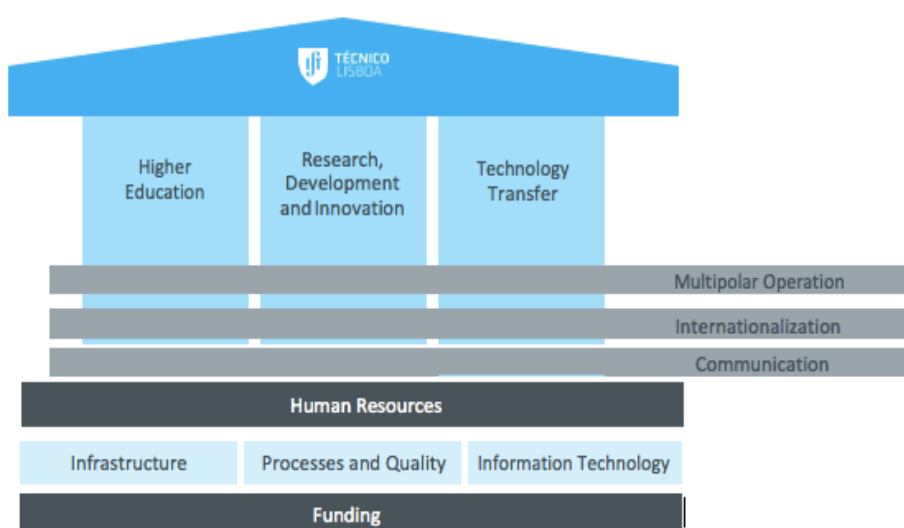 TÉCNICO
LISBOA
Higher
Education
Research,
Development
and Innovation
Technology
Transfer
Multipolar Operation
Internationalization
Communication
Human Resources
Infrastructure
Processes and Quality
Information Technology
Funding